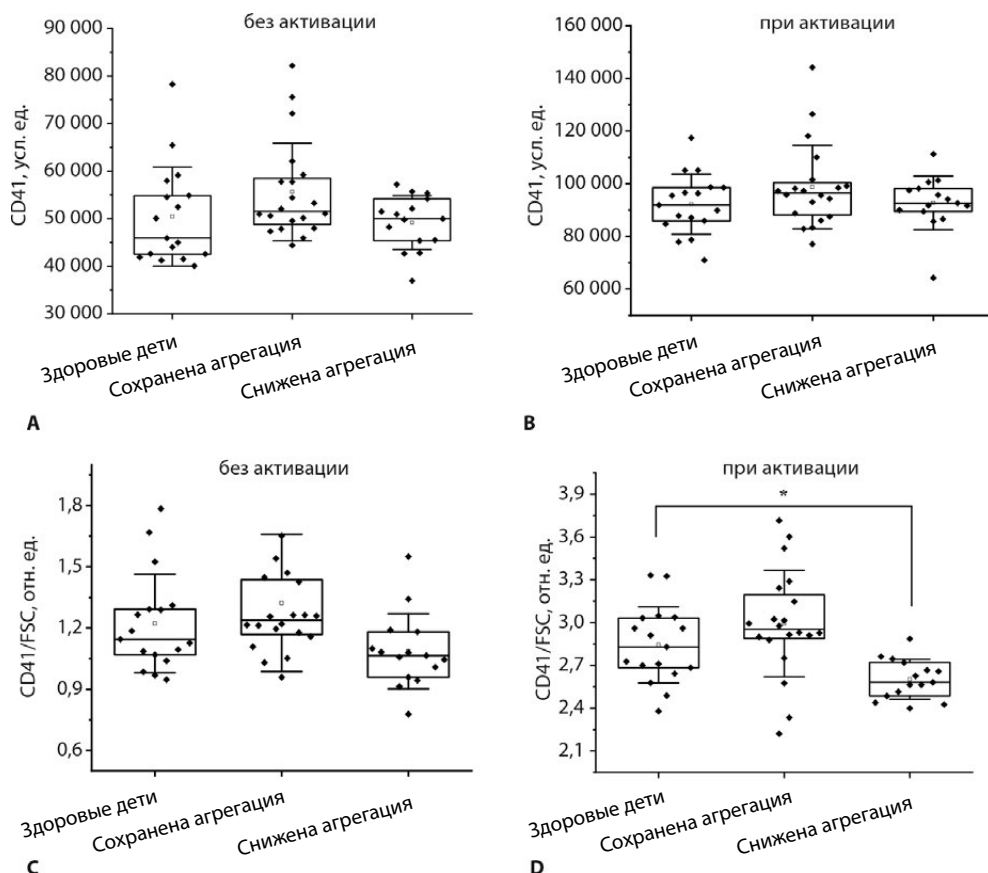 без активации
CD41, усл. ед.
90 000
80 000
70 000
60 000
50 000
40 000
30 000
Здоровые дети
Сохранена агрегация
Снижена агрегация
A
при активации
CD41, усл. ед.
160 000
140 000
120 000
100 000
80 000
60 000
Здоровые дети
Сохранена агрегация
Снижена агрегация
B
без активации
CD41/FSC, отн. ед.
1,8
1,5
1,2
0,9
0,6
Здоровые дети
Сохранена агрегация
Снижена агрегация
C
при активации
*
CD41/FSC, отн. ед.
3,9
3,6
3,3
3,0
2,7
2,4
2,1
Здоровые дети
Сохранена агрегация
Снижена агрегация
D